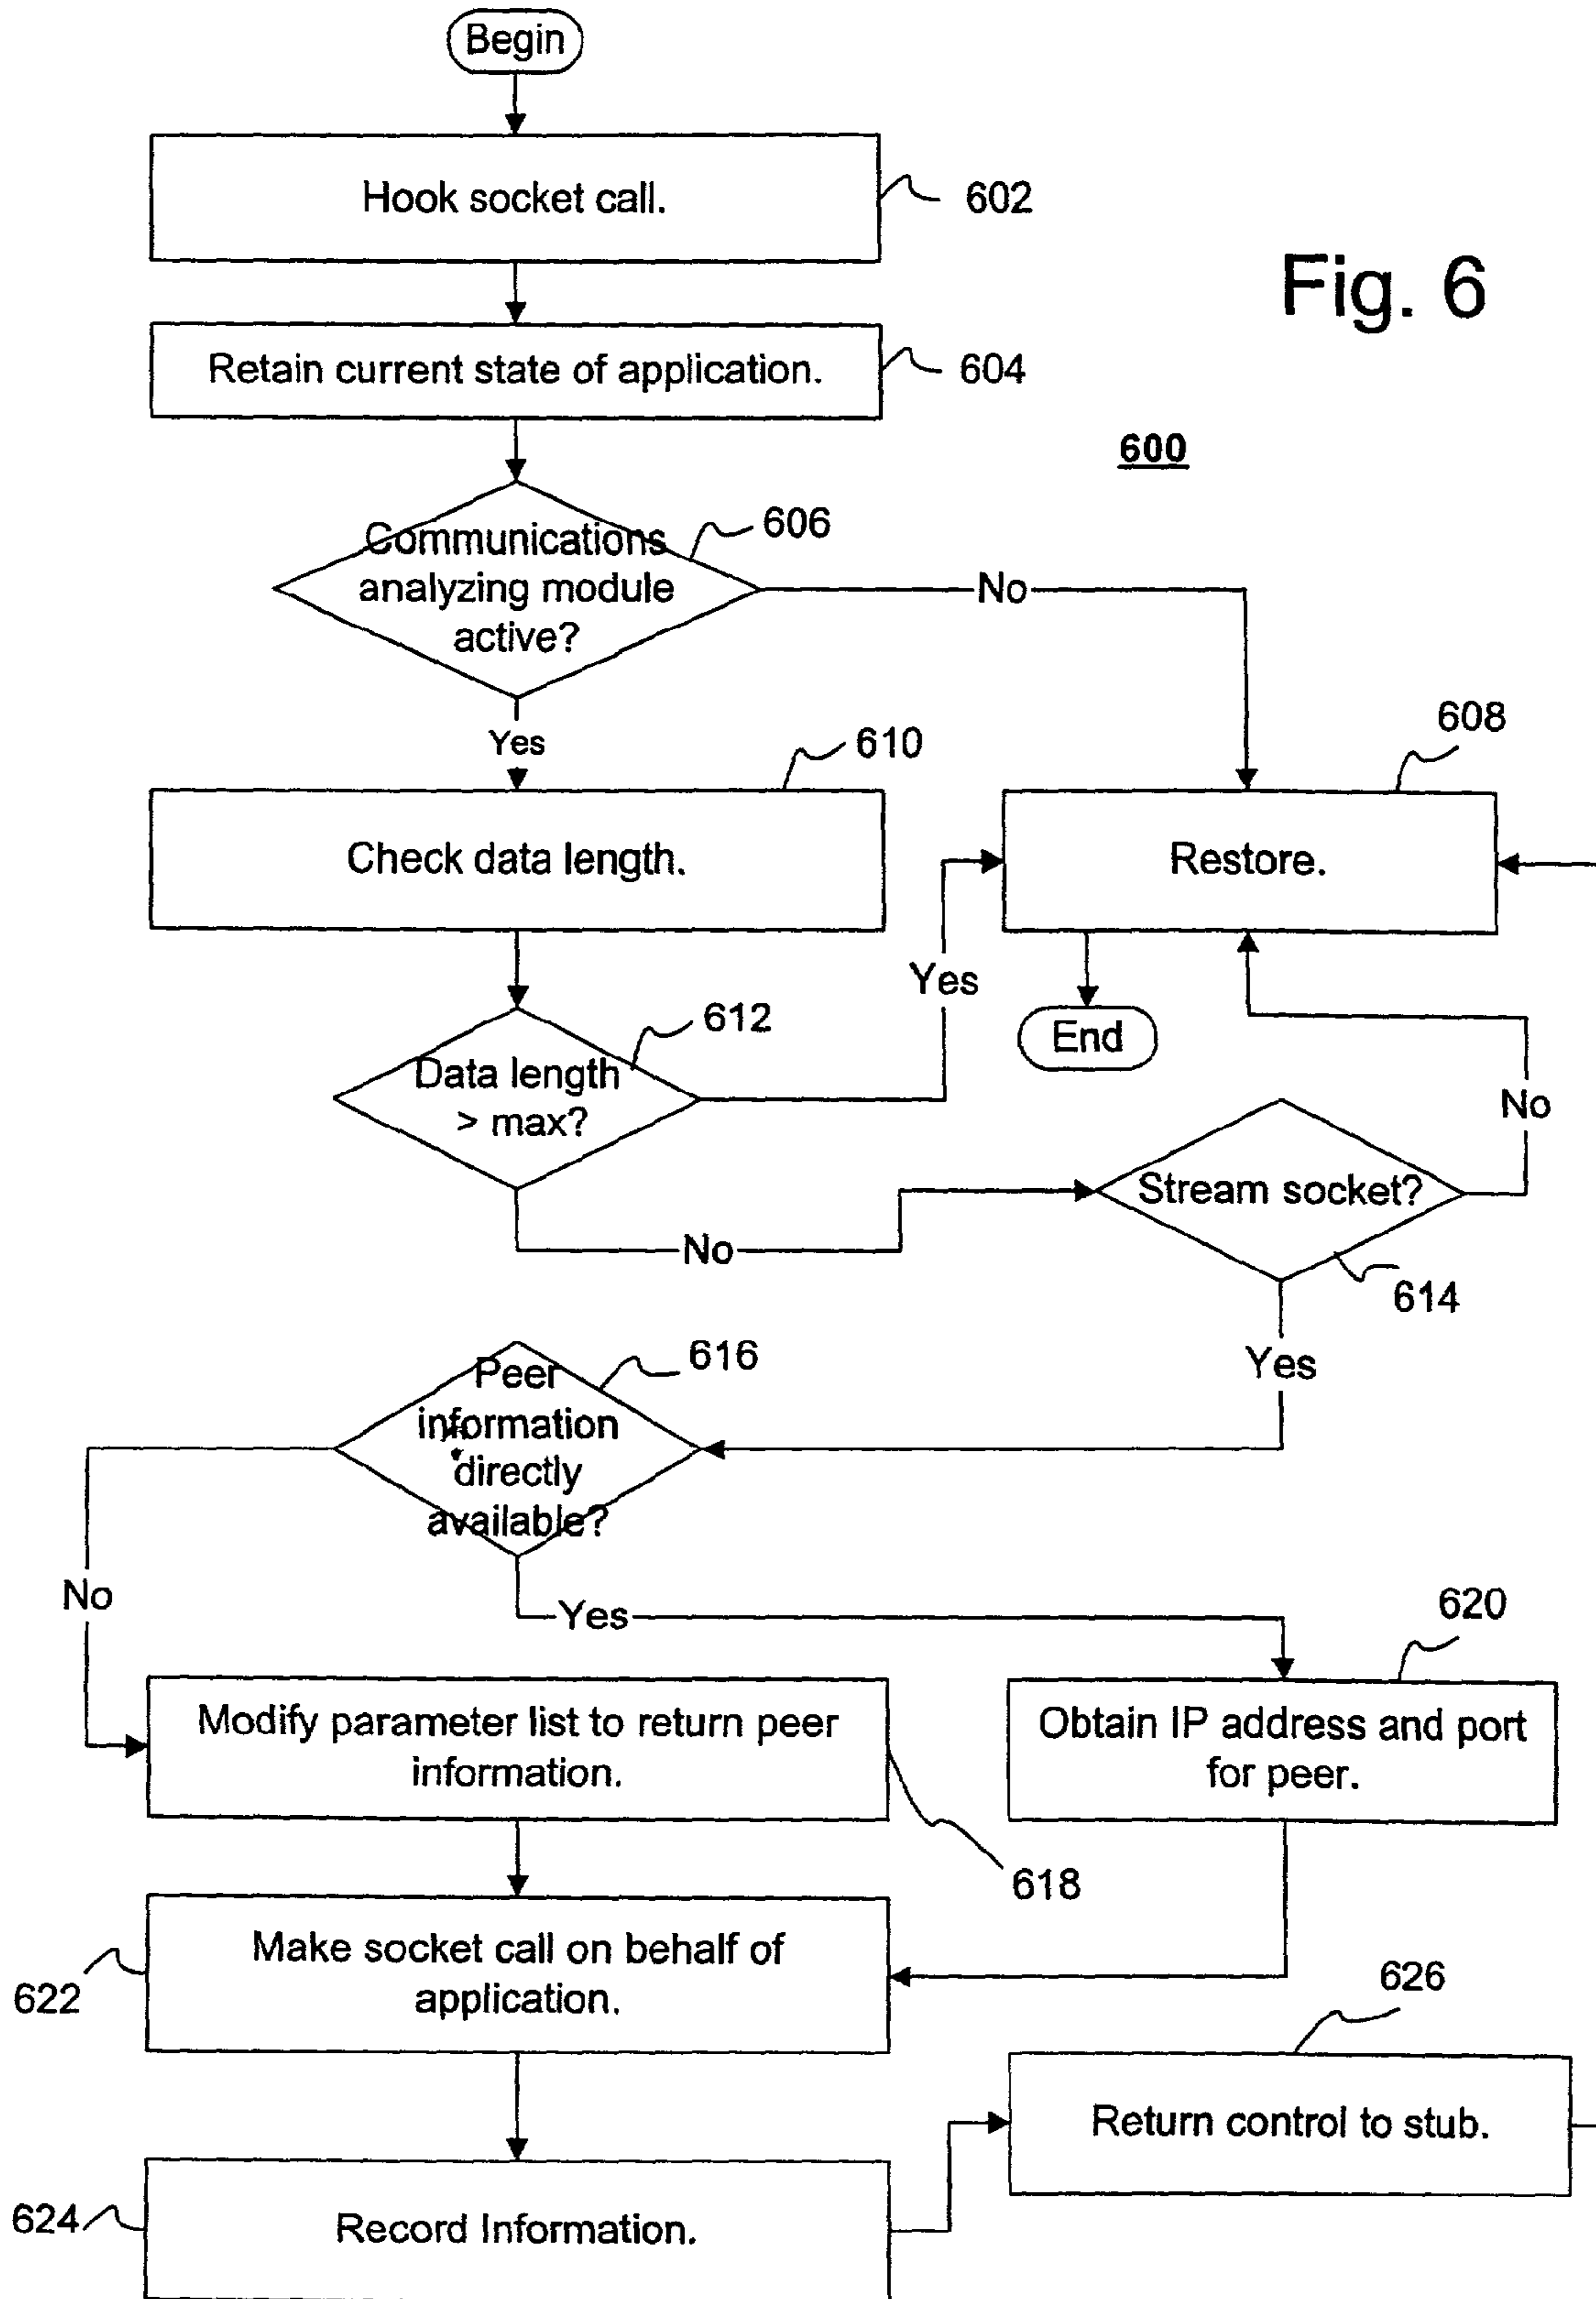 Begin
Hook socket call.
602
Fig. 6
Retain current state of application.
604
600
Communications
analyzing module
active?
606
No
Yes
610
608
Check data length.
Restore.
Yes
612
End
Data length
> max?
No
Stream socket?
No
614
616
Yes
Peer
information
directly
available?
No
Yes
620
Modify parameter list to return peer
information.
Obtain IP address and port
for peer.
618
Make socket call on behalf of
application.
622
626
Return control to stub.
624
Record Information.